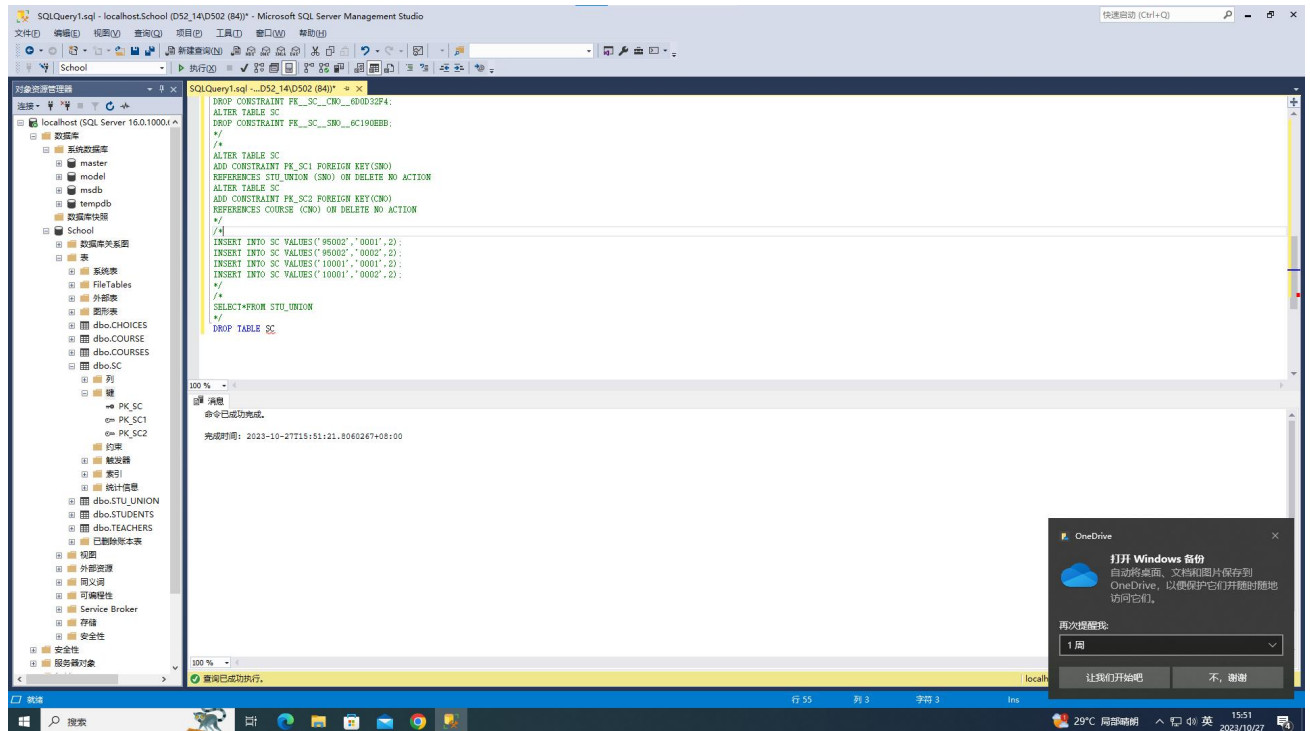 SQLQuery1.sql - localhost.School (D52_14\D502 (84))* - Microsoft SQL Server Management Studio
快速启动 (Ctrl+Q)
文件(F) 编辑(E) 视图(V) 查询(Q) 项目(P) 工具(T) 窗口(W) 帮助(H)
新建查询(N)
School
执行(X)
对象资源管理器
连接
localhost (SQL Server 16.0.1000.
数据库
系统数据库
master
model
msdb
tempdb
数据库快照
School
数据库关系图
表
系统表
FileTables
外部表
图形表
dbo.CHOICES
dbo.COURSE
dbo.COURSES
dbo.SC
列
键
PK_SC
PK_SC1
PK_SC2
约束
触发器
索引
统计信息
dbo.STU_UNION
dbo.STUDENTS
dbo.TEACHERS
已删除账本表
视图
外部资源
同义词
可编程性
Service Broker
存储
安全性
安全性
服务器对象
SQLQuery1.sql -...D52_14\D502 (84))*
DROP CONSTRAINT FK__SC__CNO__6D0D32F4;
ALTER TABLE SC
DROP CONSTRAINT FK__SC__SNO__6C190EBB;
*/
/*
ALTER TABLE SC
ADD CONSTRAINT PK_SC1 FOREIGN KEY(SNO)
REFERENCES STU_UNION (SNO) ON DELETE NO ACTION
ALTER TABLE SC
ADD CONSTRAINT PK_SC2 FOREIGN KEY(CNO)
REFERENCES COURSE (CNO) ON DELETE NO ACTION
*/
/*
INSERT INTO SC VALUES('95002','0001',2);
INSERT INTO SC VALUES('95002','0002',2);
INSERT INTO SC VALUES('10001','0001',2);
INSERT INTO SC VALUES('10001','0002',2);
*/
/*
SELECT*FROM STU_UNION
*/
DROP TABLE SC
100 %
消息
命令已成功完成。
完成时间: 2023-10-27T15:51:21.8060267+08:00
100 %
查询已成功执行。
localh
OneDrive
打开 Windows 备份
自动将桌面、文档和图片保存到
OneDrive，以便保护它们并随时随地
访问它们。
再次提醒我:
1 周
让我们开始吧
不，谢谢
就绪
行 55
列 3
字符 3
Ins
搜索
29°C 局部晴朗
英
15:51
2023/10/27